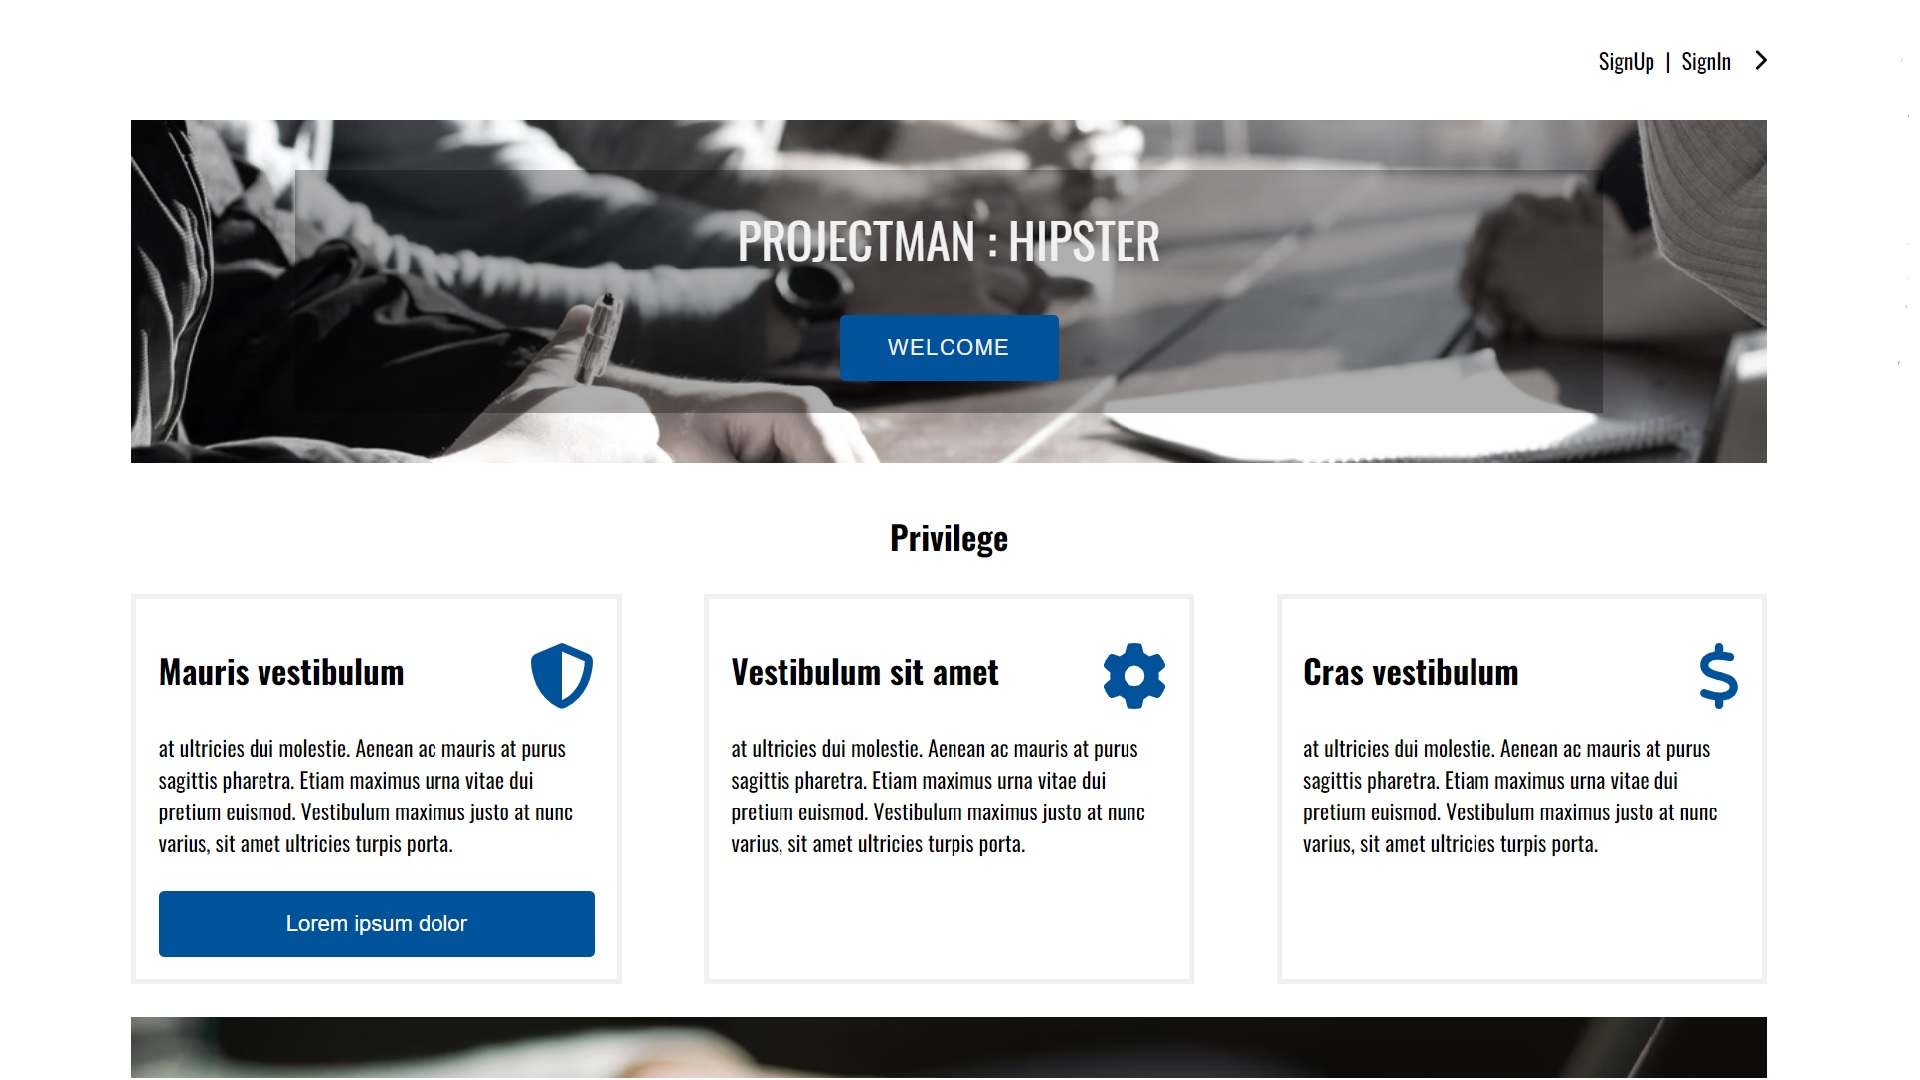 SignUp | SignIn
PROJECTMAN : HIPSTER
WELCOME
Privilege
Mauris vestibulum
at ultricies dui molestie. Aenean ac mauris at purus
sagittis pharetra. Etiam maximus urna vitae dui
pretium euismod. Vestibulum maximus justo at nunc
varius, sit amet ultricies turpis porta.
Lorem ipsum dolor
Vestibulum sit amet
at ultricies dui molestie. Aenean ac mauris at purus
sagittis pharetra. Etiam maximus urna vitae dui
pretium euismod. Vestibulum maximus justo at nunc
varius, sit amet ultricies turpis porta.
Cras vestibulum
at ultricies dui molestie. Aenean ac mauris at purus
sagittis pharetra. Etiam maximus urna vitae dui
pretium euismod. Vestibulum maximus justo at nunc
varius, sit amet ultricies turpis porta.